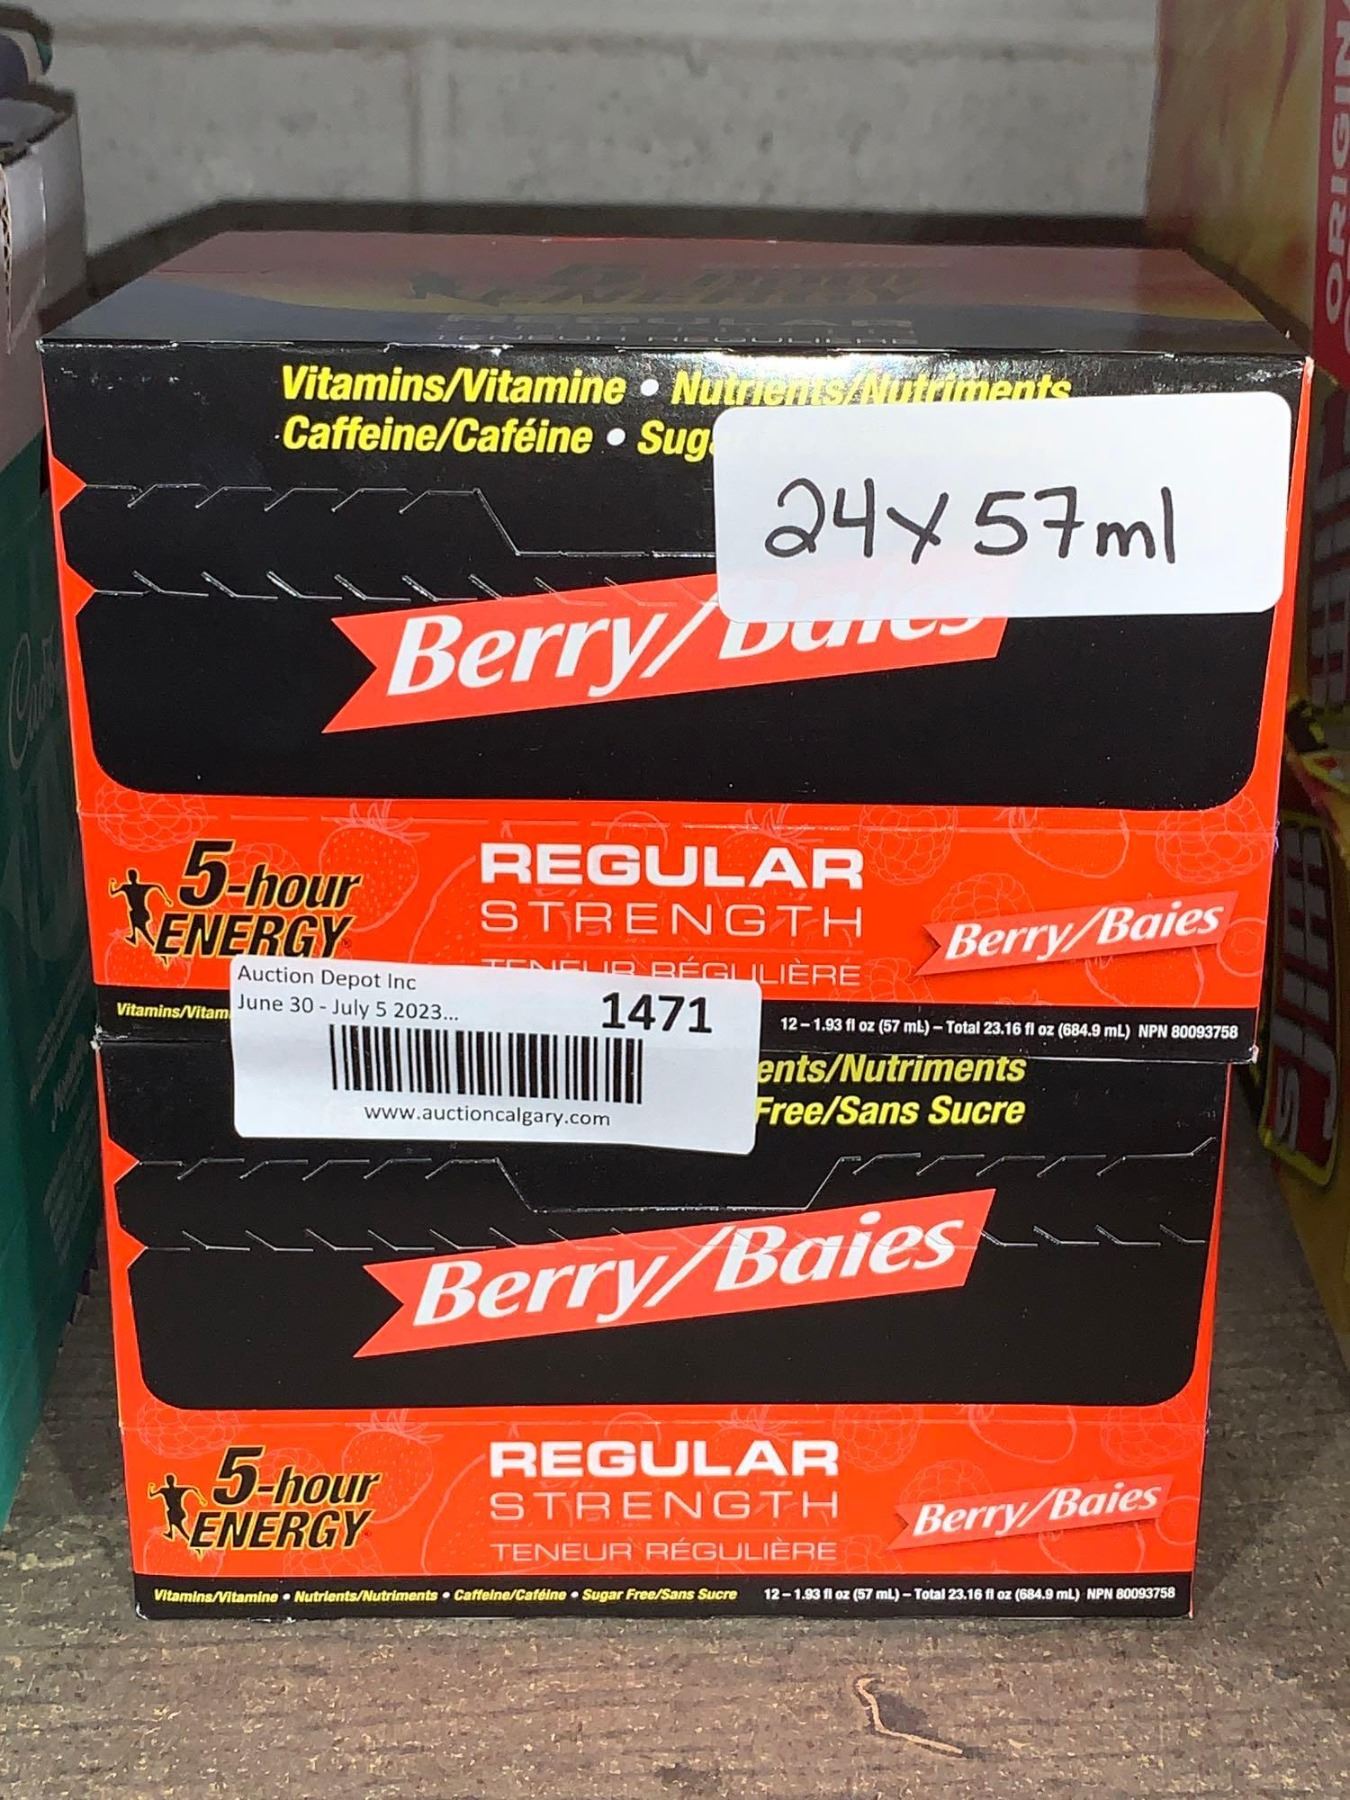 Vitamins/Vitamine • Nutrients/Nutriments
Caffeine/Caféine •
24x57ml
Berry/Baies
5-hour
ENERGY
REGULAR
STRENGTH
TENEUR RÉGULIÈRE
Berry/Baies
Auction Depot Inc
June 30 - July 5 2023...
1471
www.auctioncalgary.com
12 – 1.93 fl oz (57 mL) – Total 23.16 fl oz (684.9 mL) NPN 80093758
ents/Nutriments
Free/Sans Sucre
Berry/Baies
5-hour
ENERGY
REGULAR
STRENGTH
TENEUR RÉGULIÈRE
Berry/Baies
Vitamins/Vitamine • Nutrients/Nutriments • Caffeine/Caféine • Sugar Free/Sans Sucre 12 – 1.93 fl oz (57 mL) – Total 23.16 fl oz (684.9 mL) NPN 80093758